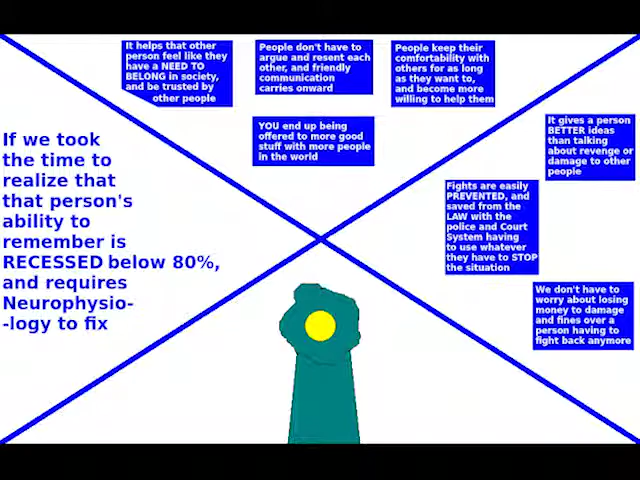 If we took
the time to
realize that
that person's
ability to
remember is
RECESSED below 80%,
and requires
Neurophysio-
-logy to fix
It helps that other
person feel like they
have a NEED TO
BELONG in society,
and be trusted by
other people
People don't have to
argue and resent each
other, and friendly
communication
carries onward
People keep their
comfortability with
others for as long
as they want to,
and become more
willing to help them
YOU end up being
offered to more good
stuff with more people
in the world
It gives a person
BETTER ideas
than talking
about revenge or
damage to other
people
Fights are easily
PREVENTED, and
saved from the
LAW with the
police and Court
System having
to use whatever
they have to STOP
the situation
We don't have to
worry about losing
money to damage
and fines over a
person having to
fight back anymore